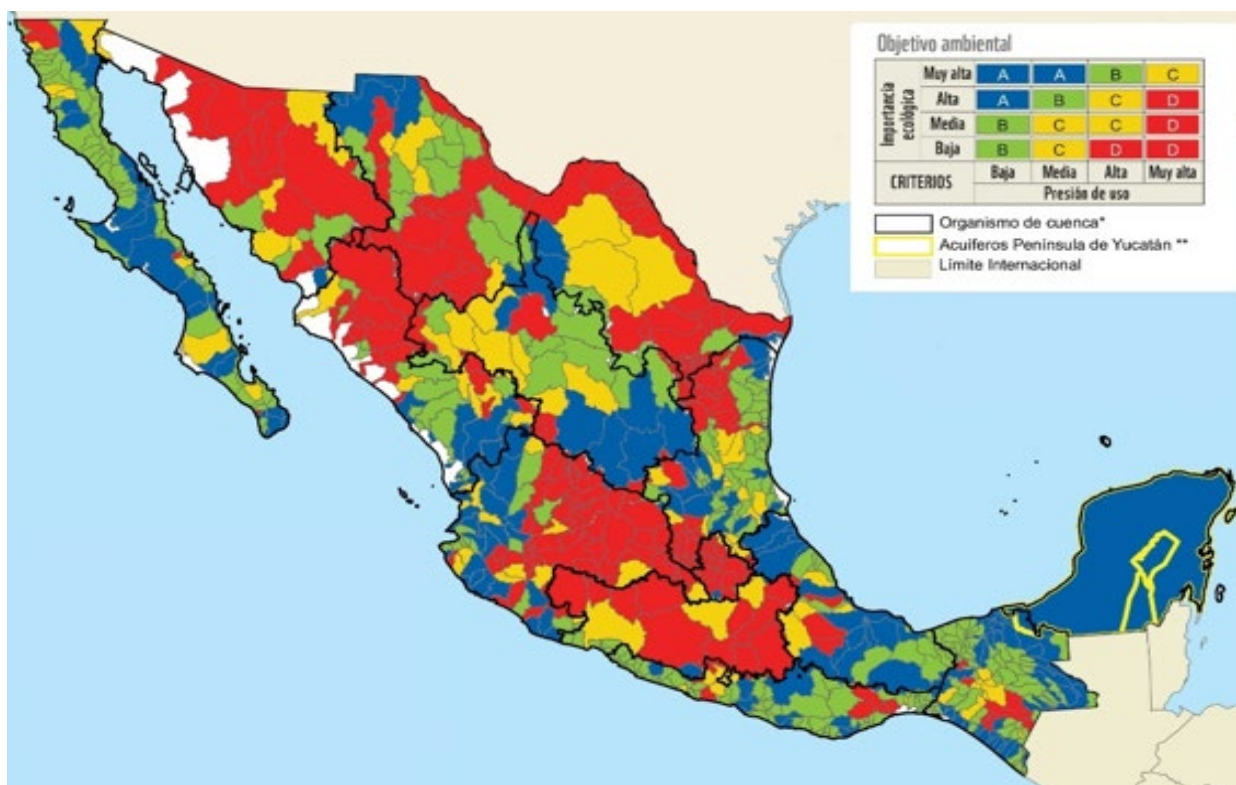 Objetivo ambiental
Importancia ecológica
Muy alta A A B C
Alta A B C D
Media B C C D
Baja B C D D
CRITERIOS Baja Media Alta Muy alta
Presión de uso
Organismo de cuenca*
Acuíferos Península de Yucatán **
Límite Internacional